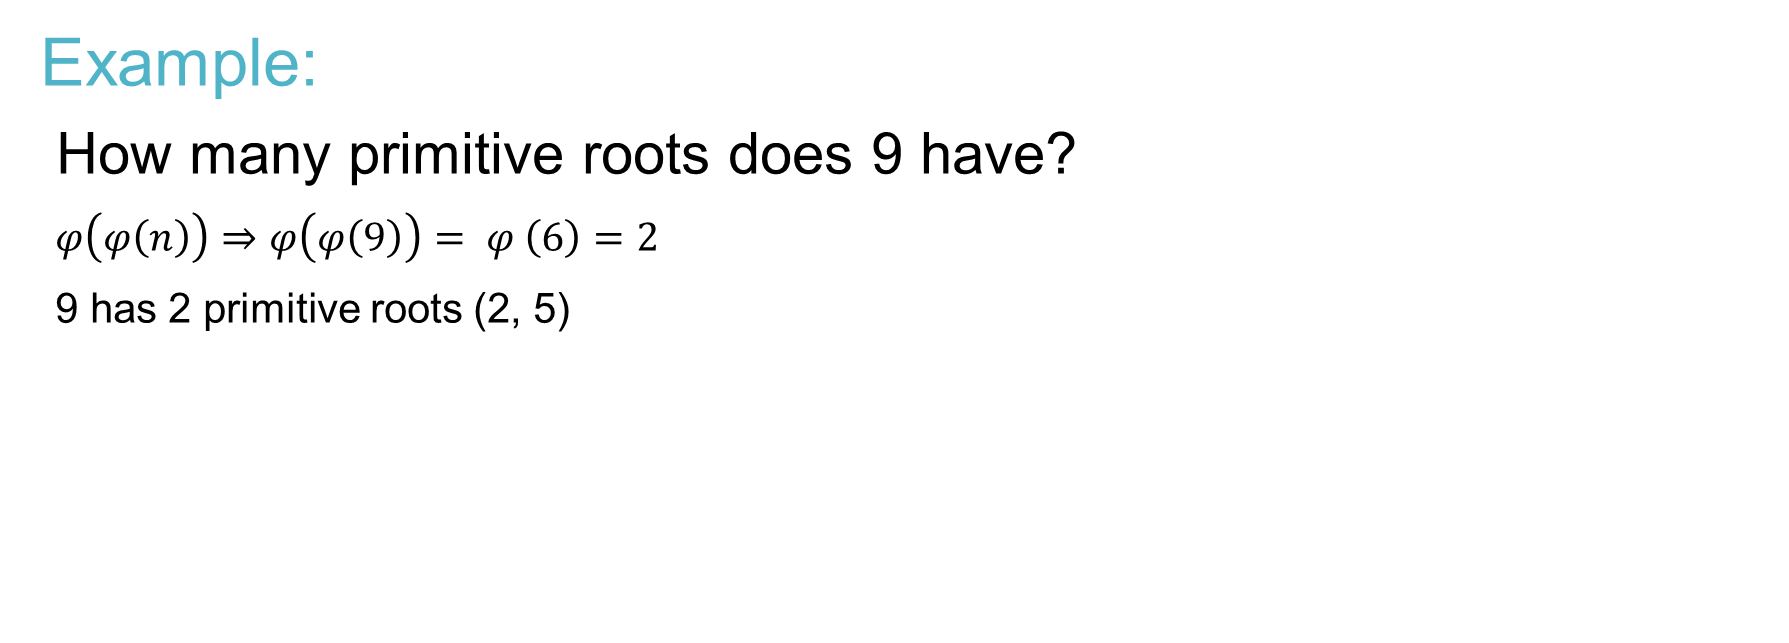 Example:
How many primitive roots does 9 have?
φ(φ(n)) ⇒ φ(φ(9)) = φ (6) = 2
9 has 2 primitive roots (2, 5)